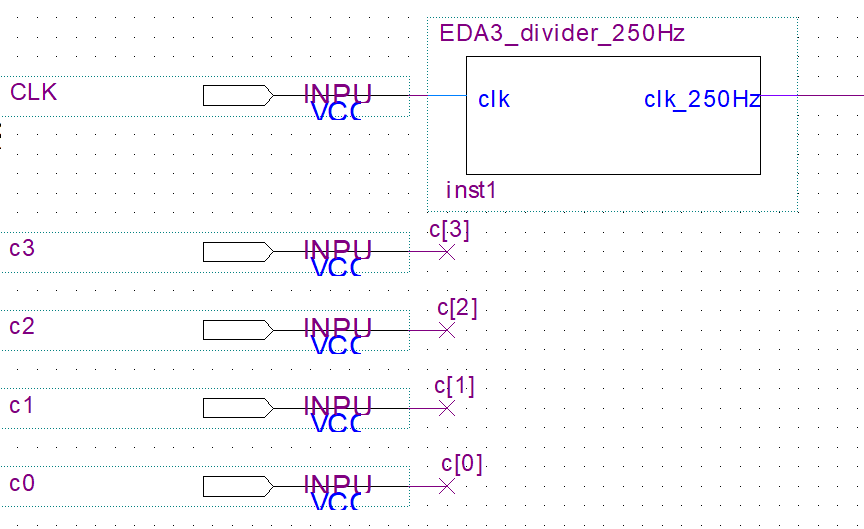 EDA3_divider_250Hz
CLK
INPU
VCC
clk
clk_250Hz
inst1
c3
INPU
VCC
c[3]
c2
INPU
VCC
c[2]
c1
INPU
VCC
c[1]
c0
INPU
VCC
c[0]